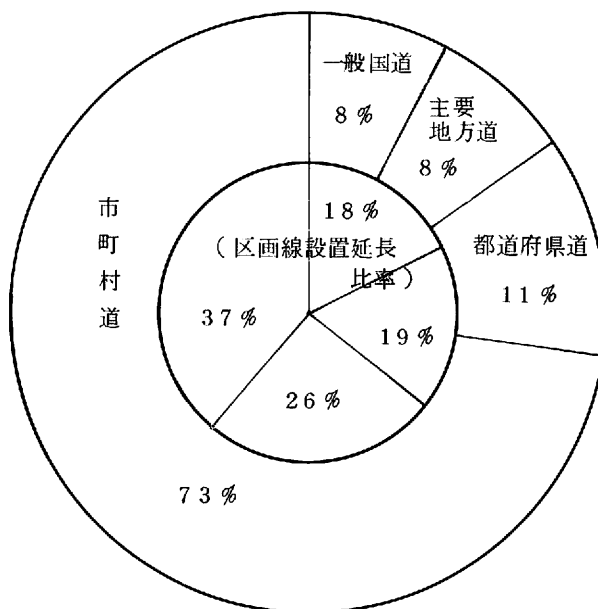 一般国道
8％
主要
地方道
8％
都道府県道
11％
市
町
村
道
73％
18％
（区画線設置延長
比率）
37％
19％
26％